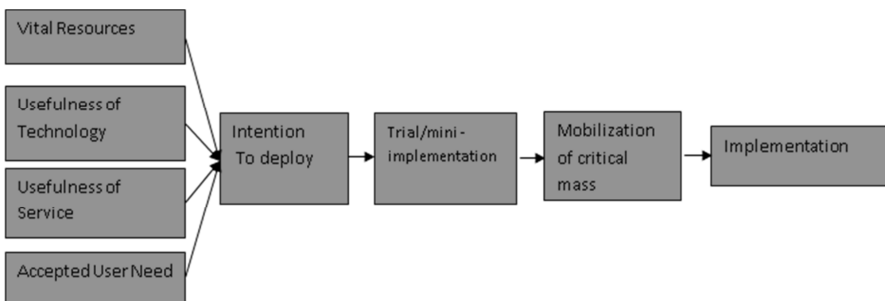 Vital Resources
Usefulness of
Technology
Usefulness of
Service
Accepted User Need
Intention
To deploy
Trial/mini-
implementation
Mobilization
of critical
mass
Implementation